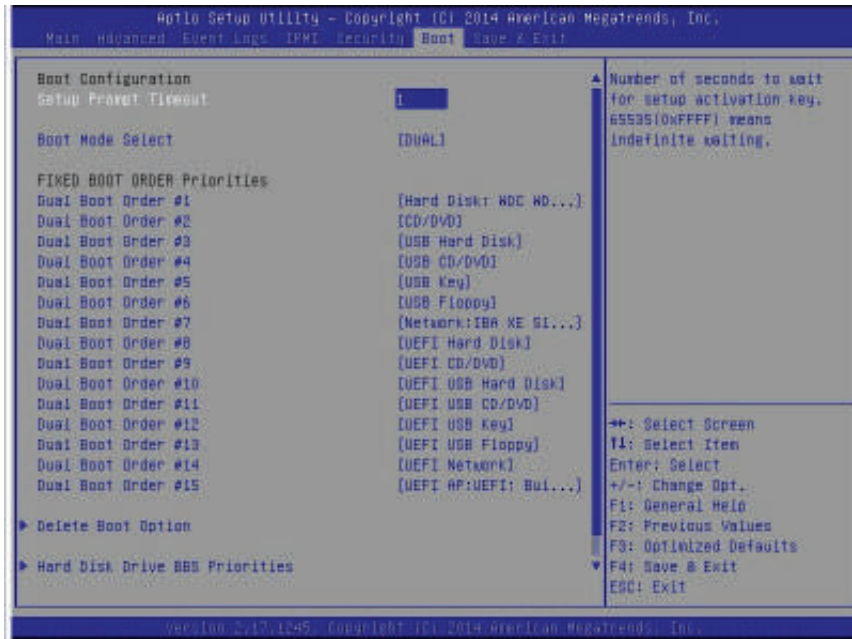 Aptio Setup Utility - Copyright (C) 2014 American Megatrends, Inc.
Main Advanced Event Logs IPMI Security Boot Save & Exit
Boot Configuration
Setup Prompt Timeout 1
Boot Mode Select [DUAL]
FIXED BOOT ORDER Priorities
Dual Boot Order #1 [Hard Disk: WDC WD...]
Dual Boot Order #2 [CD/DVD]
Dual Boot Order #3 [USB Hard Disk]
Dual Boot Order #4 [USB CD/DVD]
Dual Boot Order #5 [USB Key]
Dual Boot Order #6 [USB Floppy]
Dual Boot Order #7 [Network:IBA XE Sl...]
Dual Boot Order #8 [UEFI Hard Disk]
Dual Boot Order #9 [UEFI CD/DVD]
Dual Boot Order #10 [UEFI USB Hard Disk]
Dual Boot Order #11 [UEFI USB CD/DVD]
Dual Boot Order #12 [UEFI USB Key]
Dual Boot Order #13 [UEFI USB Floppy]
Dual Boot Order #14 [UEFI Network]
Dual Boot Order #15 [UEFI AP:UEFI: Bui...]
Delete Boot Option
Hard Disk Drive BBS Priorities
Number of seconds to wait
for setup activation key.
65535(0xFFFF) means
indefinite waiting.
→←: Select Screen
↑↓: Select Item
Enter: Select
+/-: Change Opt.
F1: General Help
F2: Previous Values
F3: Optimized Defaults
F4: Save & Exit
ESC: Exit
Version 2.17.1245. Copyright (C) 2014 American Megatrends, Inc.